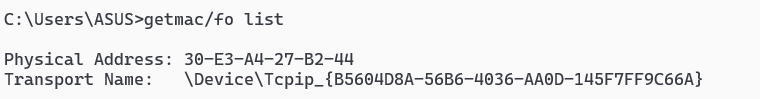 C:\Users\ASUS>getmac/fo list
Physical Address: 30-E3-A4-27-B2-44
Transport Name:   \Device\Tcpip_{B5604D8A-56B6-4036-AA0D-145F7FF9C66A}